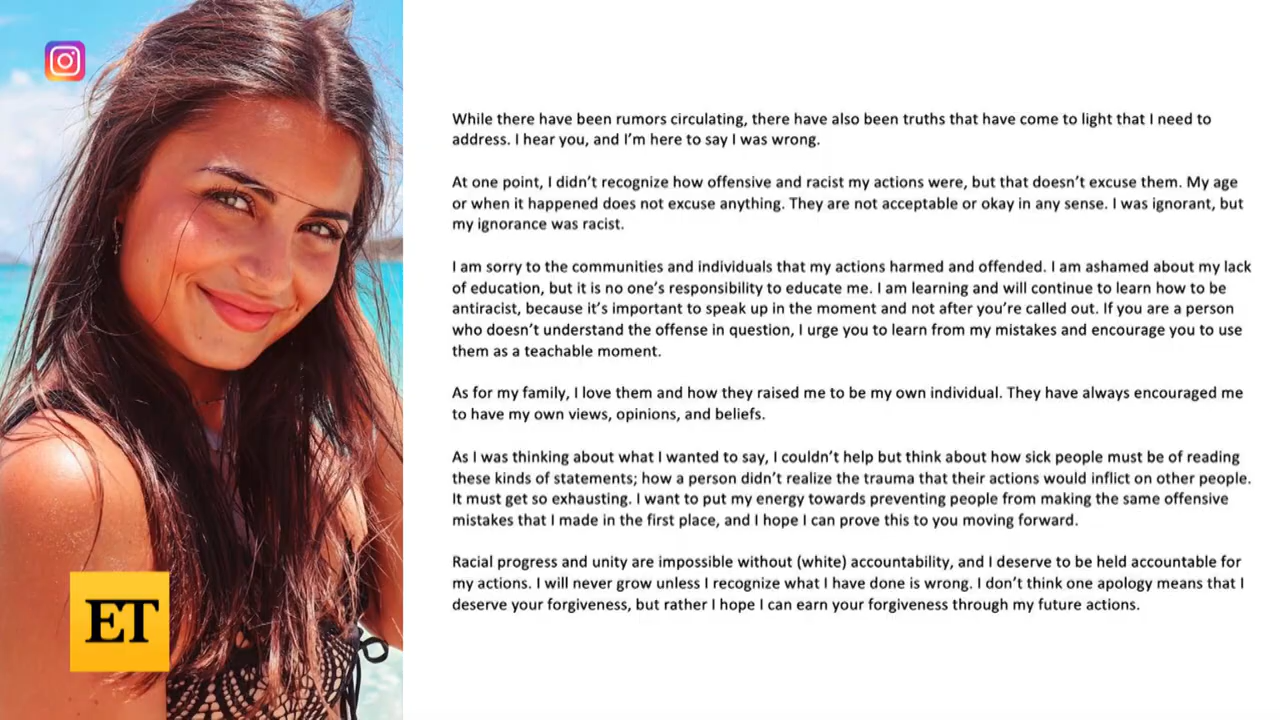 While there have been rumors circulating, there have also been truths that have come to light that I need to
address. I hear you, and I’m here to say I was wrong.
At one point, I didn’t recognize how offensive and racist my actions were, but that doesn’t excuse them. My age
or when it happened does not excuse anything. They are not acceptable or okay in any sense. I was ignorant, but
my ignorance was racist.
I am sorry to the communities and individuals that my actions harmed and offended. I am ashamed about my lack
of education, but it is no one’s responsibility to educate me. I am learning and will continue to learn how to be
antiracist, because it’s important to speak up in the moment and not after you’re called out. If you are a person
who doesn’t understand the offense in question, I urge you to learn from my mistakes and encourage you to use
them as a teachable moment.
As for my family, I love them and how they raised me to be my own individual. They have always encouraged me
to have my own views, opinions, and beliefs.
As I was thinking about what I wanted to say, I couldn’t help but think about how sick people must be of reading
these kinds of statements; how a person didn’t realize the trauma that their actions would inflict on other people.
It must get so exhausting. I want to put my energy towards preventing people from making the same offensive
mistakes that I made in the first place, and I hope I can prove this to you moving forward.
Racial progress and unity are impossible without (white) accountability, and I deserve to be held accountable for
my actions. I will never grow unless I recognize what I have done is wrong. I don’t think one apology means that I
deserve your forgiveness, but rather I hope I can earn your forgiveness through my future actions.
ET